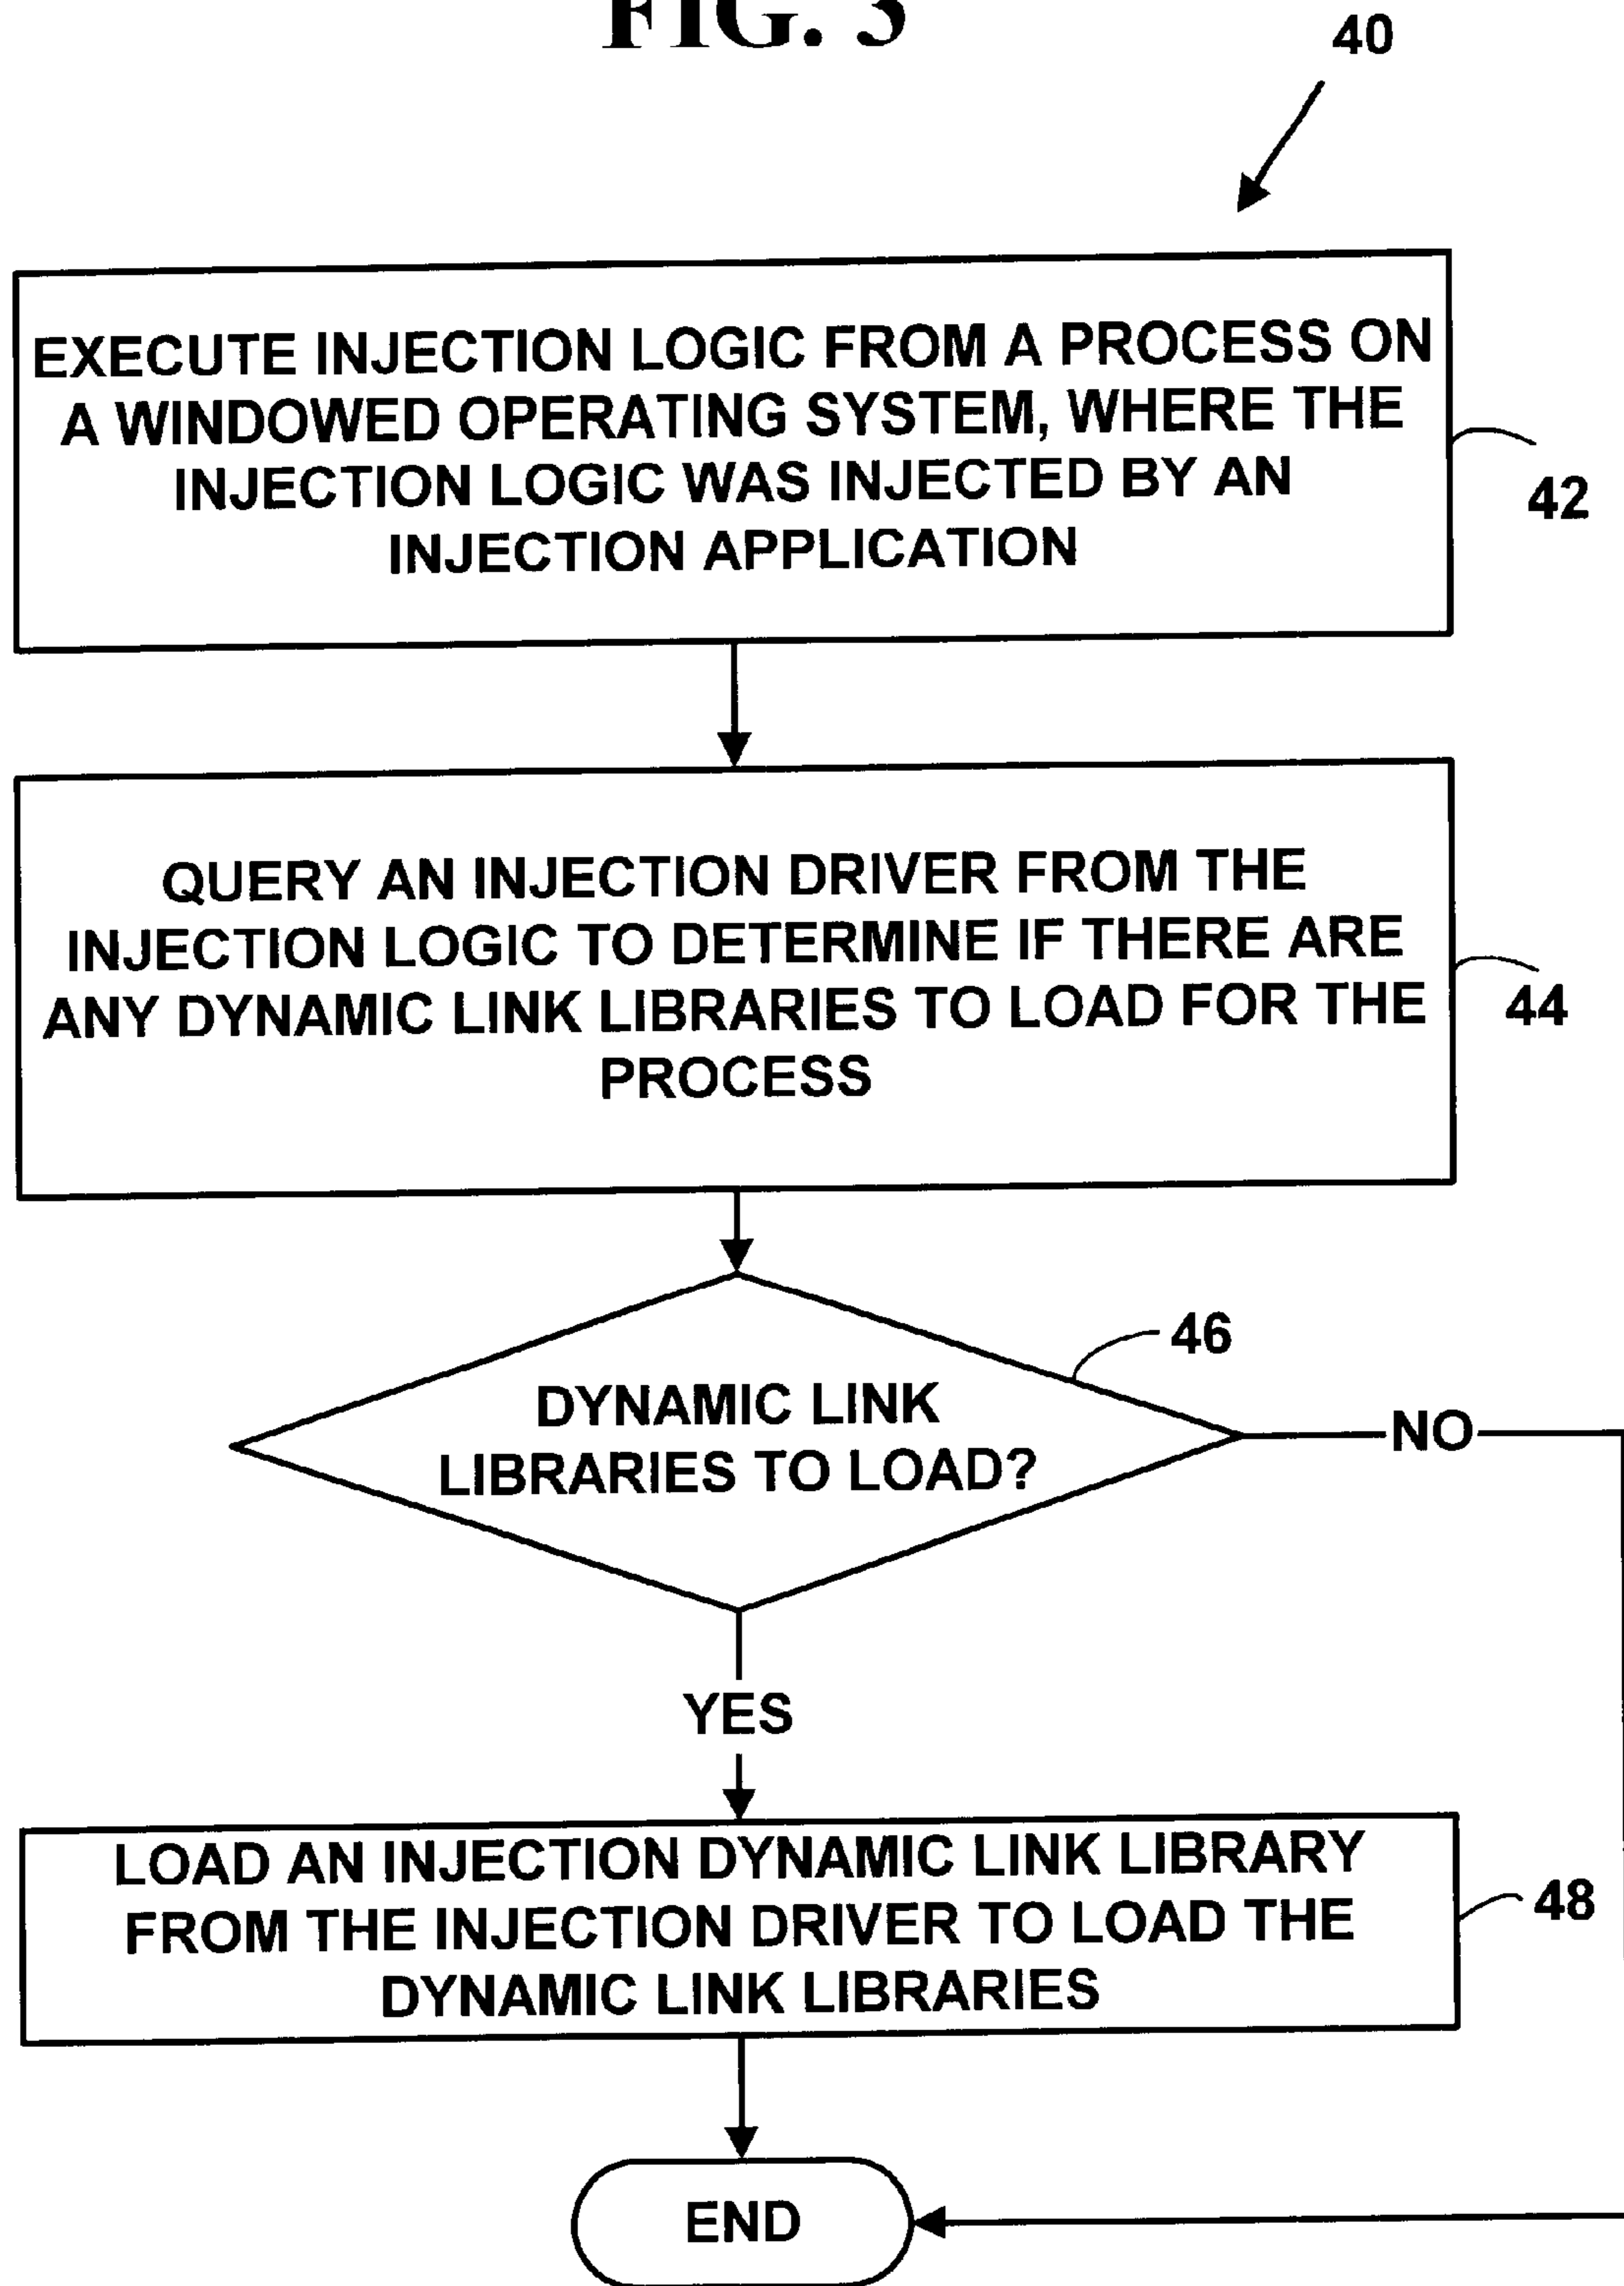 FIG. 3
40
EXECUTE INJECTION LOGIC FROM A PROCESS ON
A WINDOWED OPERATING SYSTEM, WHERE THE
INJECTION LOGIC WAS INJECTED BY AN
INJECTION APPLICATION
42
QUERY AN INJECTION DRIVER FROM THE
INJECTION LOGIC TO DETERMINE IF THERE ARE
ANY DYNAMIC LINK LIBRARIES TO LOAD FOR THE
PROCESS
44
46
DYNAMIC LINK
LIBRARIES TO LOAD?
NO
YES
LOAD AN INJECTION DYNAMIC LINK LIBRARY
FROM THE INJECTION DRIVER TO LOAD THE
DYNAMIC LINK LIBRARIES
48
END